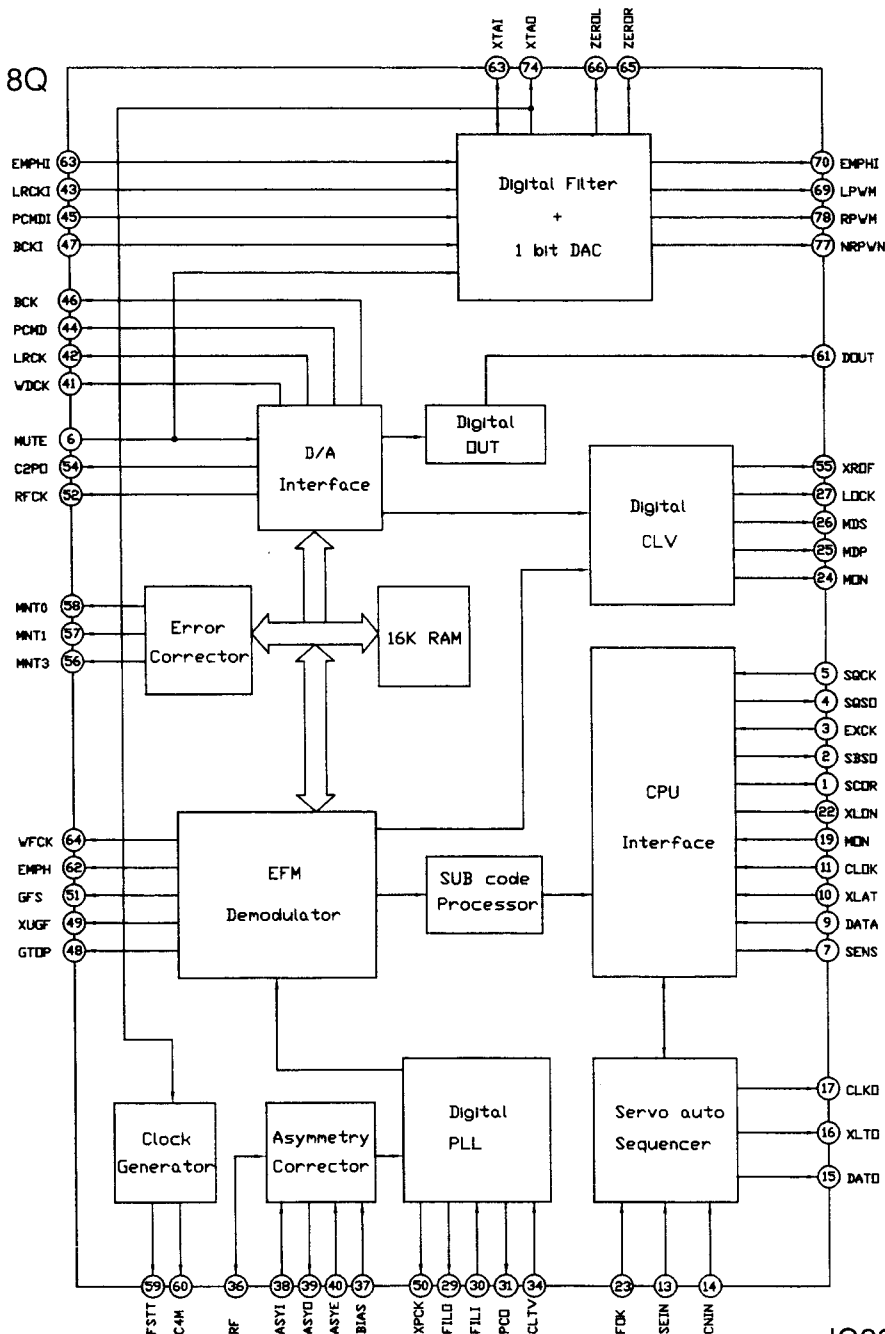 XTAI XTAO ZEROL ZEROR
63 74 66 65
8Q
EMPHI 63
LRCKI 43
PCMDI 45
BCKI 47
Digital Filter
+
1 bit DAC
70 EMPHI
69 LPWM
78 RPWM
77 NRPWN
BCK 46
PCMD 44
LRCK 42
WDCK 41
61 DOUT
MUTE 6
C2PO 54
RFCK 52
D/A
Interface
Digital
OUT
Digital
CLV
55 XROF
27 LOCK
26 MDS
25 MDP
24 MON
MNT0 58
MNT1 57
MNT3 56
Error
Corrector
16K RAM
5 SQCK
4 SQSO
3 EXCK
2 SBSO
1 SCOR
22 XLON
19 MON
11 CLOK
10 XLAT
9 DATA
7 SENS
CPU
Interface
WFCK 64
EMPH 62
GFS 51
XUGF 49
GTOP 48
EFM
Demodulator
SUB code
Processor
Clock
Generator
Asymmetry
Corrector
Digital
PLL
Servo auto
Sequencer
17 CLKO
16 XLTO
15 DATO
59 60 36 38 39 40 37 50 29 30 31 34 23 13 14
FSTT C4M RF ASYI ASYO ASYE BIAS XPCK FILO FILI PCO CLTV FOK SEIN CNIN